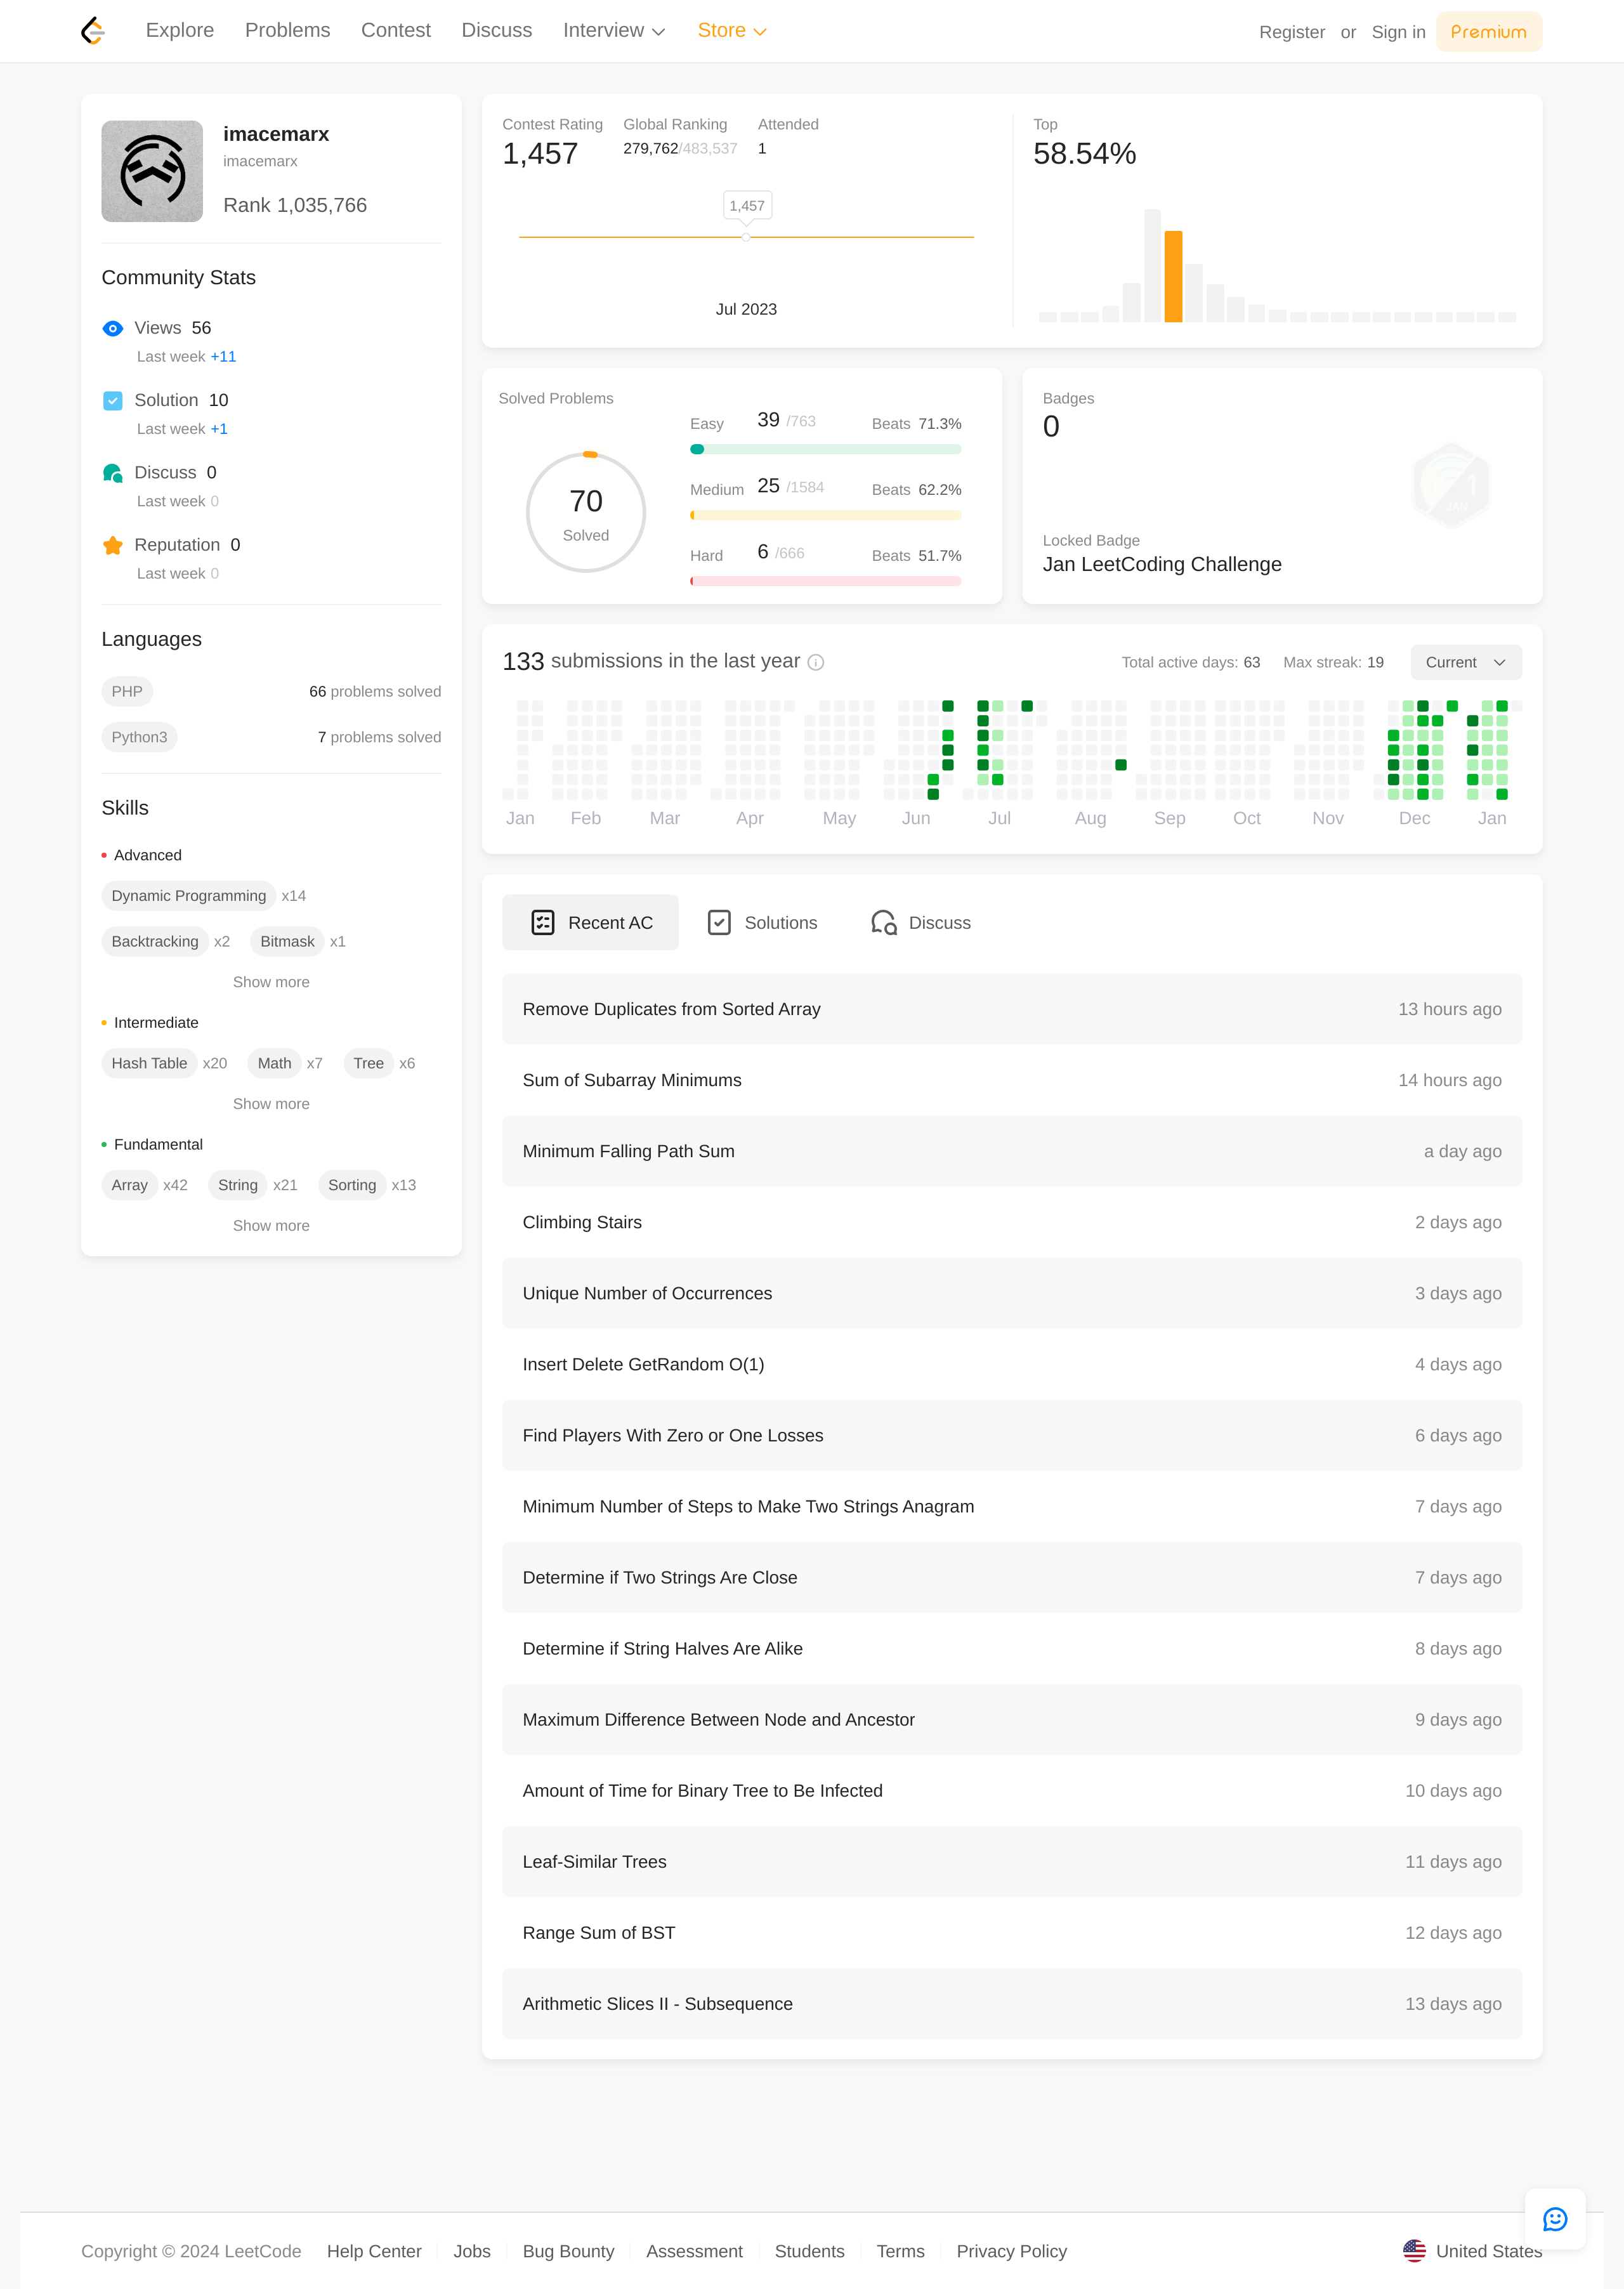 Explore Problems Contest Discuss Interview Store Register or Sign in Premium
imacemarx
imacemarx
Rank 1,035,766
Community Stats
Views 56
Last week +11
Solution 10
Last week +1
Discuss 0
Last week 0
Reputation 0
Last week 0
Languages
PHP 66 problems solved
Python3 7 problems solved
Skills
Advanced
Dynamic Programming x14
Backtracking x2 Bitmask x1
Show more
Intermediate
Hash Table x20 Math x7 Tree x6
Show more
Fundamental
Array x42 String x21 Sorting x13
Show more
Contest Rating Global Ranking Attended
1,457 279,762/483,537 1
1,457
Jul 2023
Top
58.54%
Solved Problems
70
Solved
Easy 39 /763 Beats 71.3%
Medium 25 /1584 Beats 62.2%
Hard 6 /666 Beats 51.7%
Badges
0
1
JAN
Locked Badge
Jan LeetCoding Challenge
133 submissions in the last year Total active days: 63 Max streak: 19 Current
Jan Feb Mar Apr May Jun Jul Aug Sep Oct Nov Dec Jan
Recent AC Solutions Discuss
Remove Duplicates from Sorted Array 13 hours ago
Sum of Subarray Minimums 14 hours ago
Minimum Falling Path Sum a day ago
Climbing Stairs 2 days ago
Unique Number of Occurrences 3 days ago
Insert Delete GetRandom O(1) 4 days ago
Find Players With Zero or One Losses 6 days ago
Minimum Number of Steps to Make Two Strings Anagram 7 days ago
Determine if Two Strings Are Close 7 days ago
Determine if String Halves Are Alike 8 days ago
Maximum Difference Between Node and Ancestor 9 days ago
Amount of Time for Binary Tree to Be Infected 10 days ago
Leaf-Similar Trees 11 days ago
Range Sum of BST 12 days ago
Arithmetic Slices II - Subsequence 13 days ago
Copyright © 2024 LeetCode Help Center Jobs Bug Bounty Assessment Students Terms Privacy Policy United States